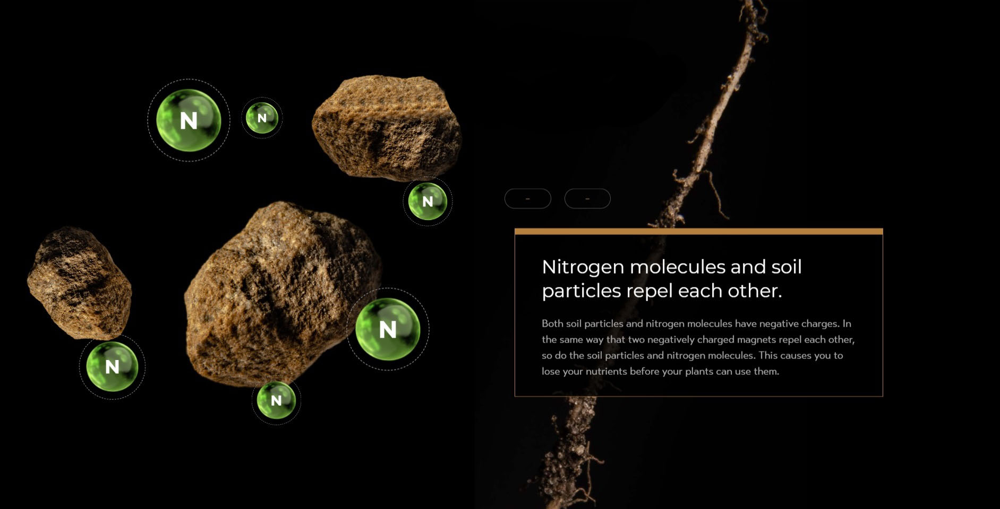 N
N
N
N
N
N
–
–
Nitrogen molecules and soil
particles repel each other.
Both soil particles and nitrogen molecules have negative charges. In
the same way that two negatively charged magnets repel each other,
so do the soil particles and nitrogen molecules. This causes you to
lose your nutrients before your plants can use them.